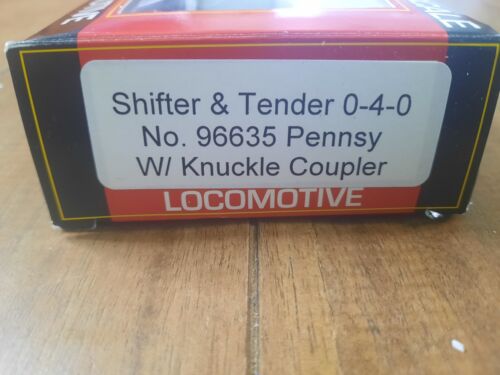 Shifter & Tender 0-4-0
No. 96635 Pennsy
W/ Knuckle Coupler
LOCOMOTIVE